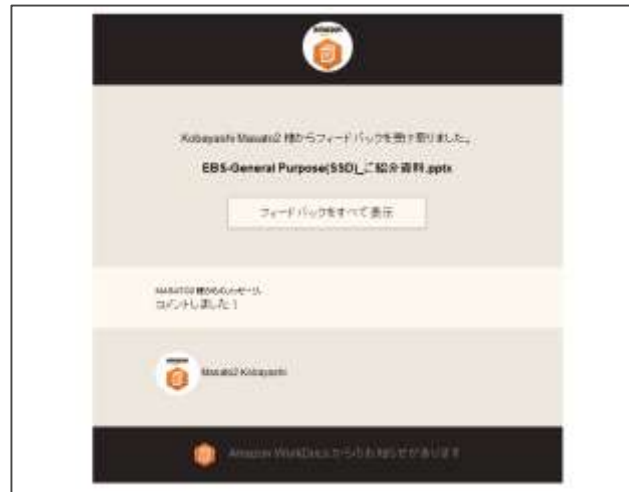 amazon
Kobayashi Masato2 様からフィードバックを受け取りました。
EBS-General Purpose(SSD)_ご紹介資料.pptx
フィードバックをすべて表示
MASATO2 様からのメッセージ:
コメントしました！
amazon
Masato2 Kobayashi
Amazon WorkDocs からのお知らせがあります